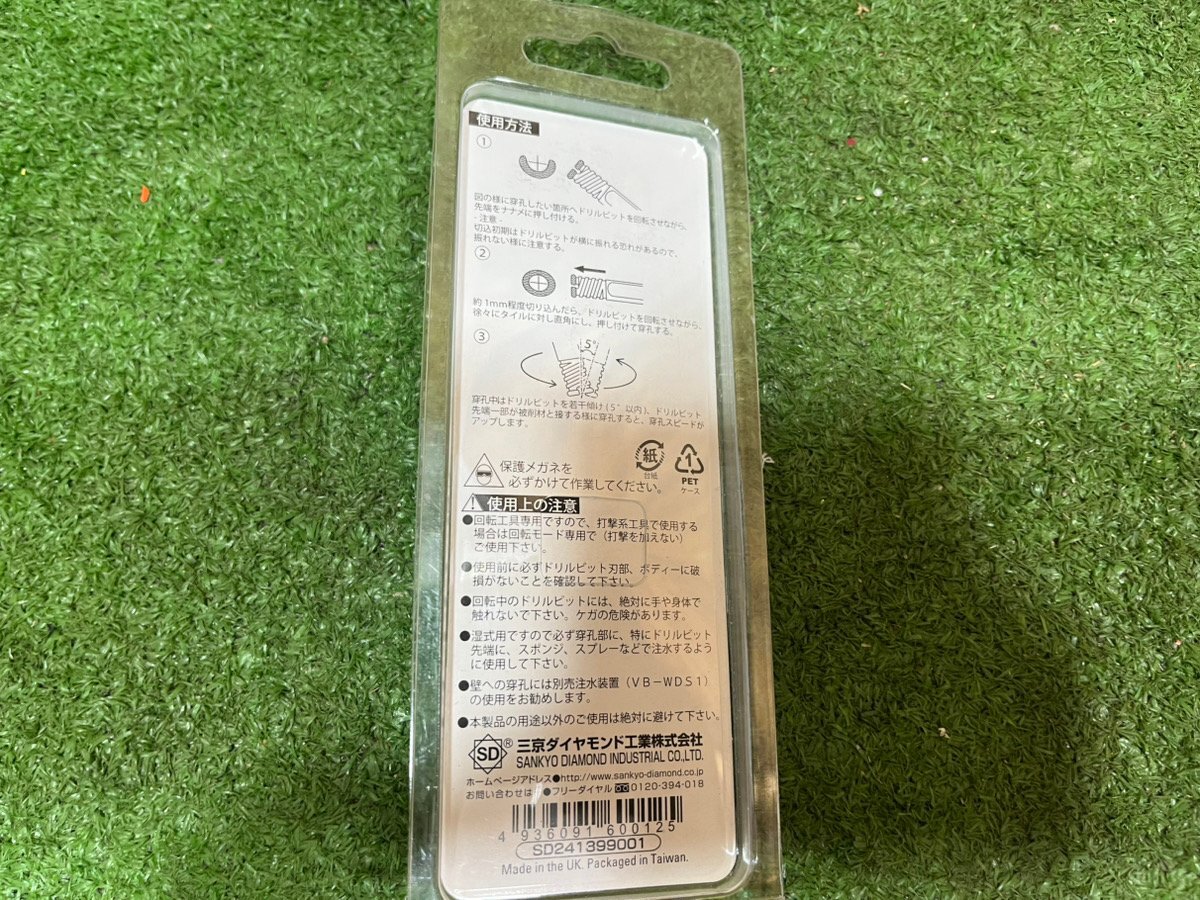 使用方法
①
図の様に穿孔したい箇所へドリルビットを回転させながら、
先端をナナメに押し付ける。
- 注意 -
切込初期はドリルビットが横に振れる恐れがあるので、
振れない様に注意する。
②
約1mm程度切り込んだら、ドリルビットを回転させながら、
徐々にタイルに対し直角にし、押し付けて穿孔する。
③
5°
穿孔中はドリルビットを若干傾け(5°以内)、ドリルビット
先端一部が被削材と接する様に穿孔すると、穿孔スピードが
アップします。
保護メガネを
必ずかけて作業してください。
紙
台紙
1
PET
ケース
使用上の注意
●回転工具専用ですので、打撃系工具で使用する
場合は回転モード専用で（打撃を加えない）
ご使用下さい。
●使用前に必ずドリルビット刃部、ボディーに破
損がないことを確認して下さい。
●回転中のドリルビットには、絶対に手や身体で
触れないで下さい。ケガの危険があります。
●湿式用ですので必ず穿孔部に、特にドリルビット
先端に、スポンジ、スプレーなどで注水するよう
に使用して下さい。
●壁への穿孔には別売注水装置（VB－WDS1）
の使用をお勧めします。
●本製品の用途以外のご使用は絶対に避けて下さい。
SD® 三京ダイヤモンド工業株式会社
SANKYO DIAMOND INDUSTRIAL CO.,LTD.
ホームページアドレス●http://www.sankyo-diamond.co.jp
お問い合わせは ●フリーダイヤル 0120-394-018
4 936091 600125
SD241399001
Made in the UK. Packaged in Taiwan.